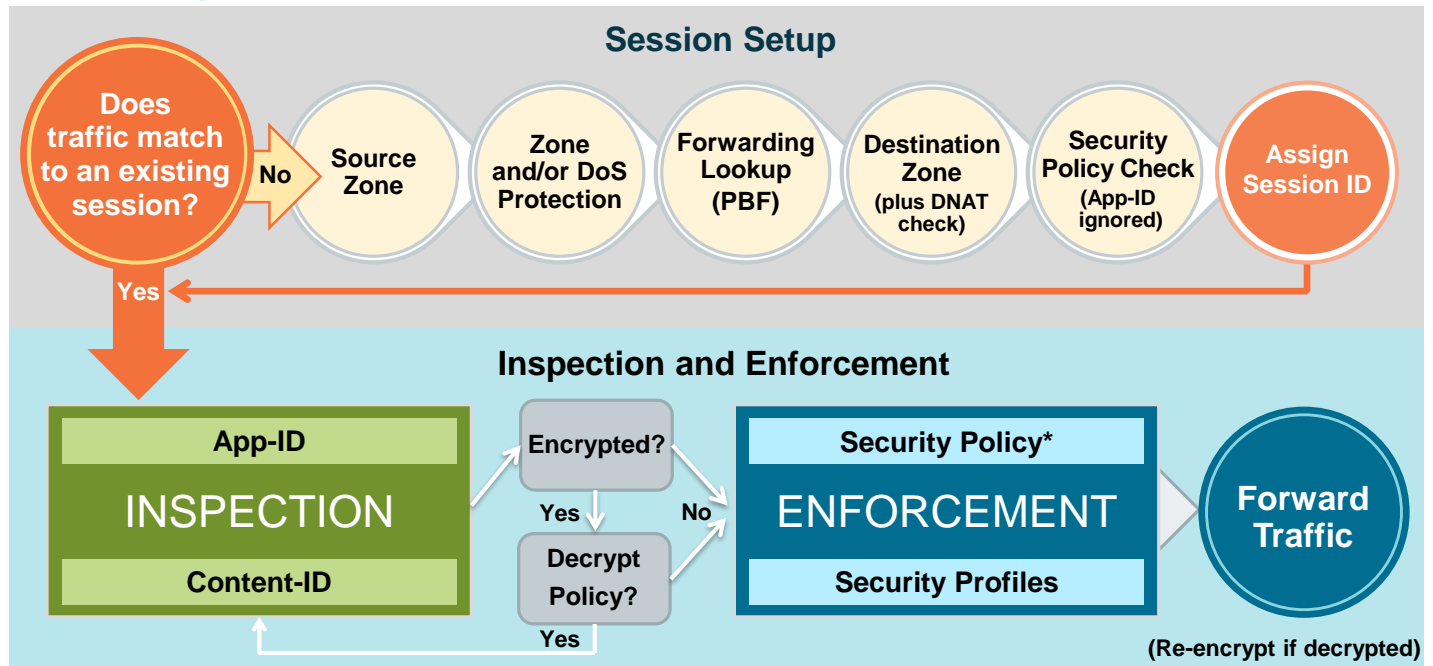 Session Setup
Does
traffic match
to an existing
session?
No
Source
Zone
Zone
and/or DoS
Protection
Forwarding
Lookup
(PBF)
Destination
Zone
(plus DNAT
check)
Security
Policy Check
(App-ID
ignored)
Assign
Session ID
Yes
Inspection and Enforcement
App-ID
INSPECTION
Content-ID
Encrypted?
Yes
No
Decrypt
Policy?
Yes
Security Policy*
ENFORCEMENT
Security Profiles
Forward
Traffic
(Re-encrypt if decrypted)